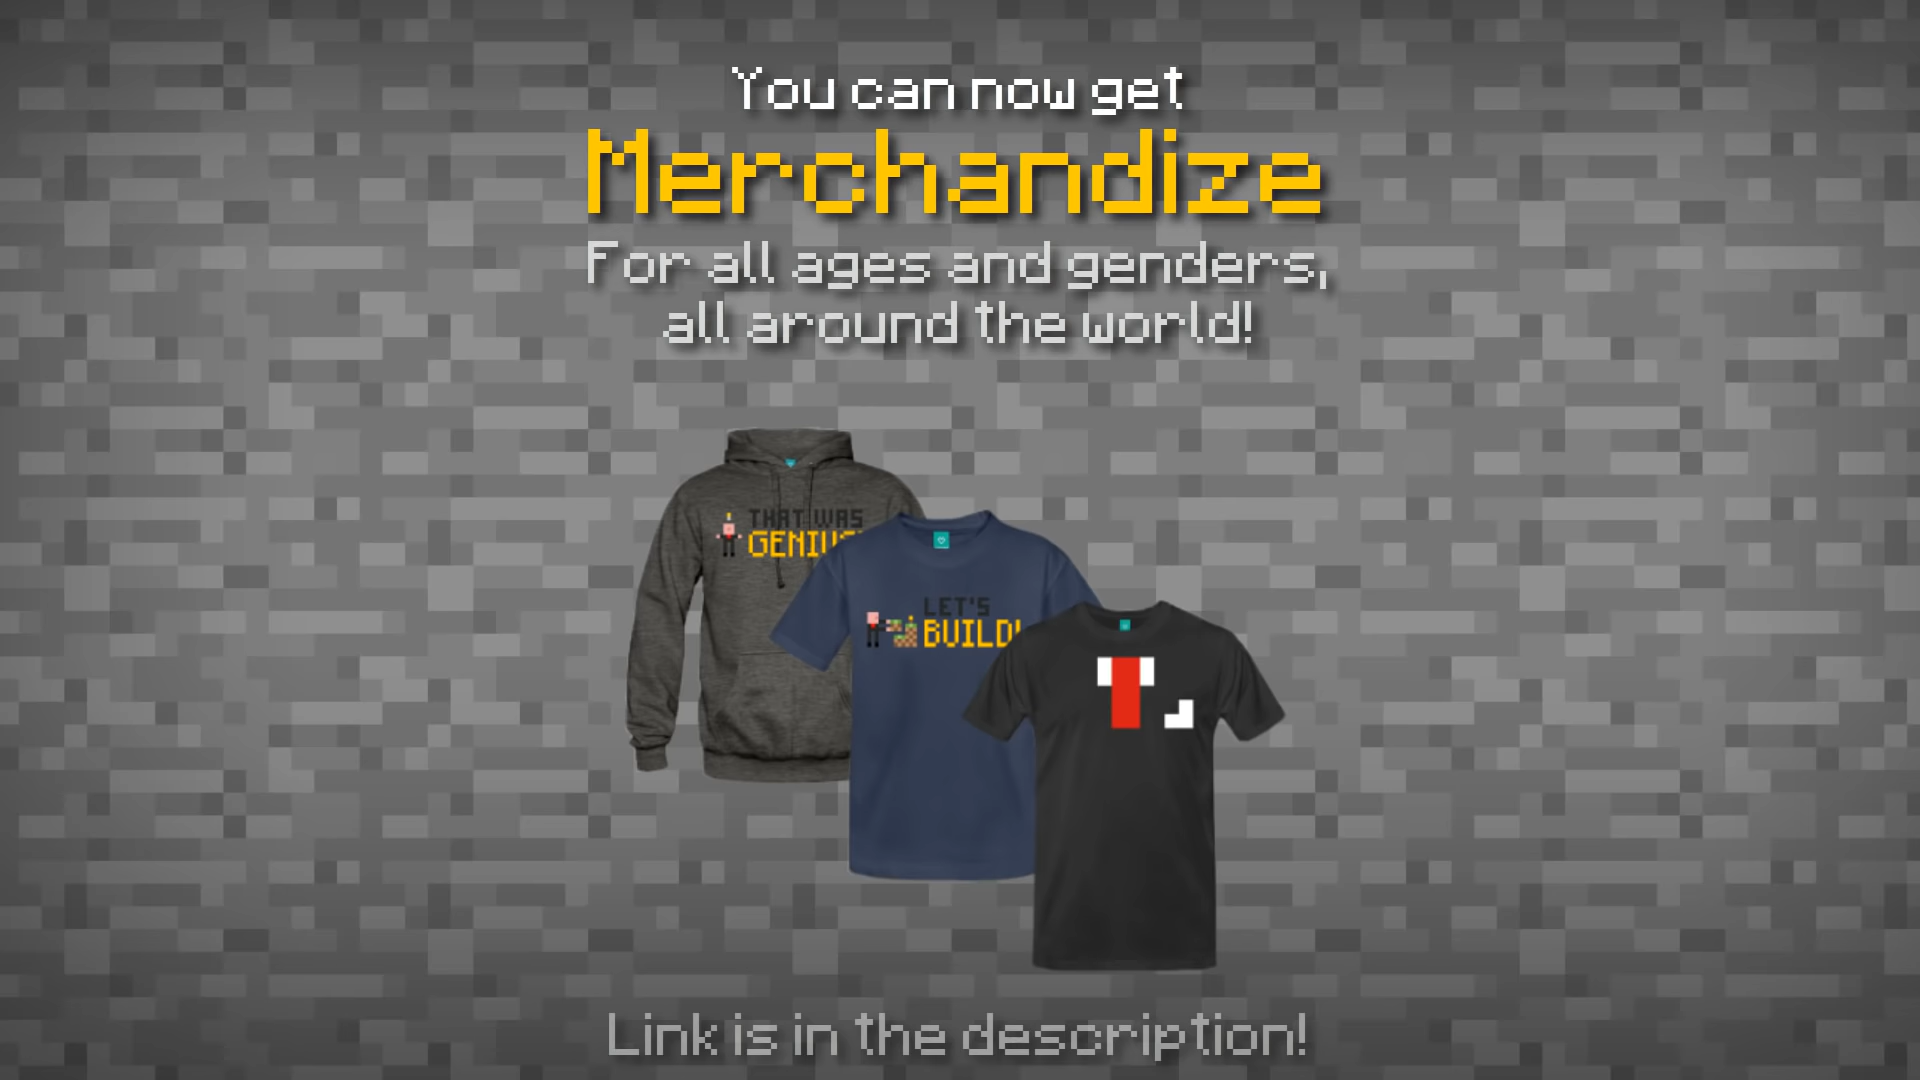 You can now get
Merchandize
For all ages and genders,
all around the world!
THAT WAS
LET'S
BUILD!
Link is in the description!